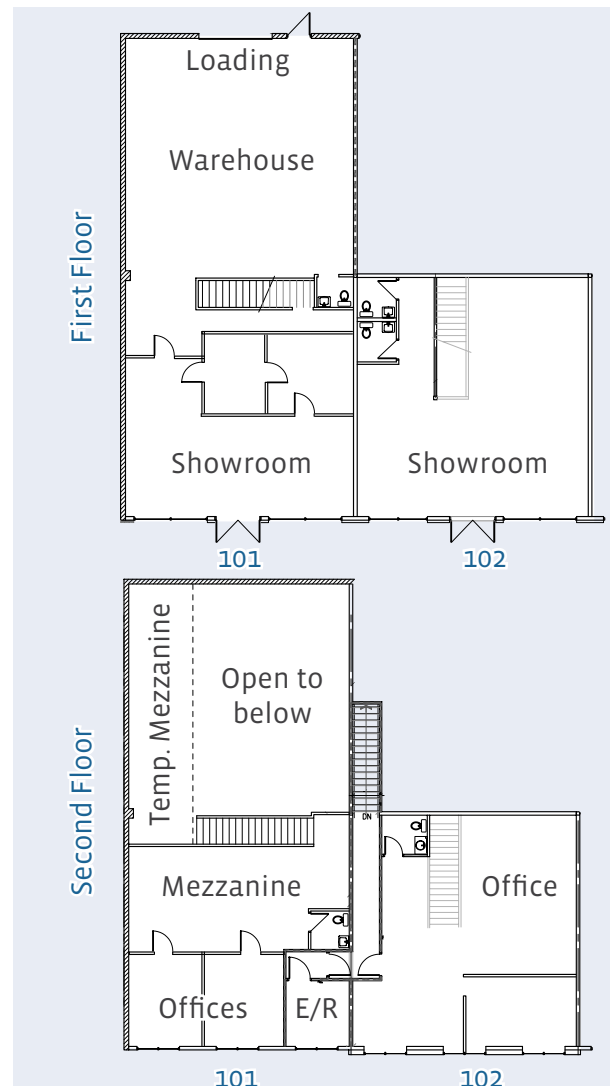 Loading
Warehouse
First Floor
Showroom
Showroom
101
102
Temp. Mezzanine
Open to
below
Second Floor
DN
Mezzanine
Office
Offices
E/R
101
102